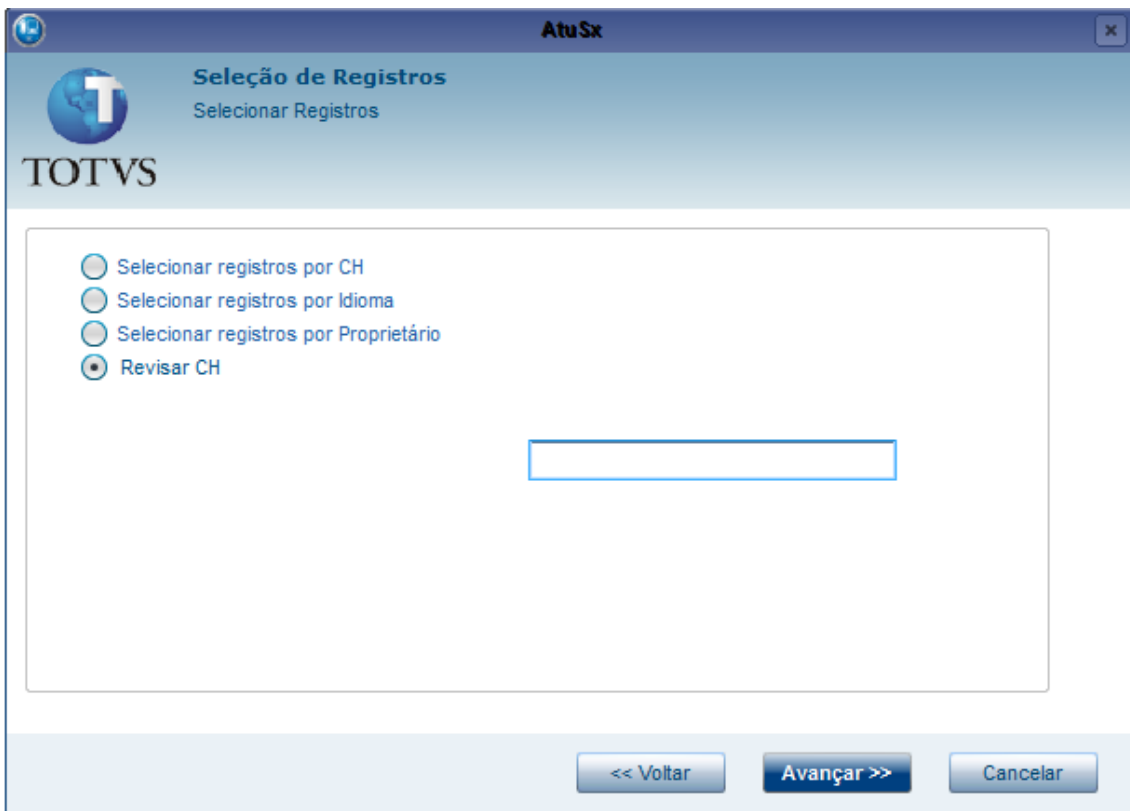 AtuSx
Seleção de Registros
Selecionar Registros
TOTVS
Selecionar registros por CH
Selecionar registros por Idioma
Selecionar registros por Proprietário
Revisar CH
<< Voltar
Avançar >>
Cancelar